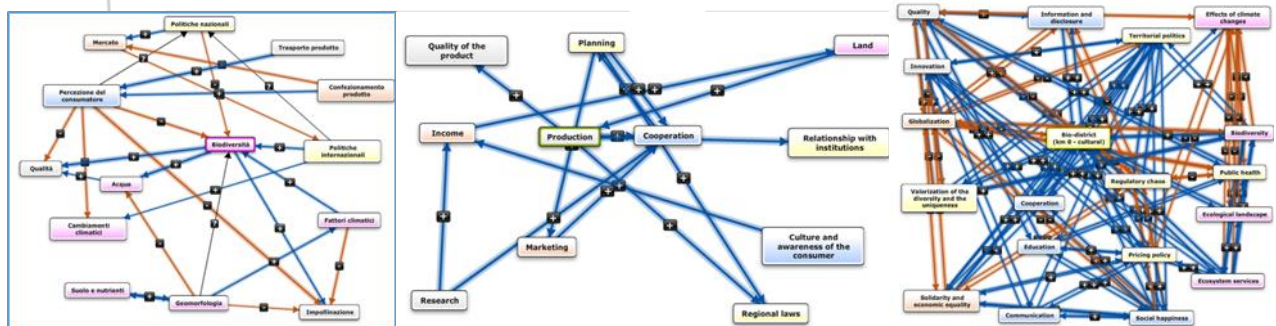 Politiche nazionali
Mercato
Trasporto prodotto
Percezione del
consumatore
Confezionamento
prodotto
Biodiversità
Politiche
internazionali
Qualità
Acqua
Cambiamenti
climatici
Fattori climatici
Suolo e nutrienti
Geomorfologia
Impollinazione
Quality of the
product
Planning
Land
Income
Production
Cooperation
Relationship with
institutions
Marketing
Culture and
awareness of the
consumer
Research
Regional laws
Quality
Information and
disclosure
Effects of climate
changes
Territorial politics
Innovation
Globalization
Bio-district
(km 0 - cultural)
Biodiversity
Public health
Regulatory chaos
Valorization of the
diversity and the
uniqueness
Cooperation
Ecological landscape
Education
Pricing policy
Ecosystem services
Solidarity and
economic equality
Communication
Social happiness